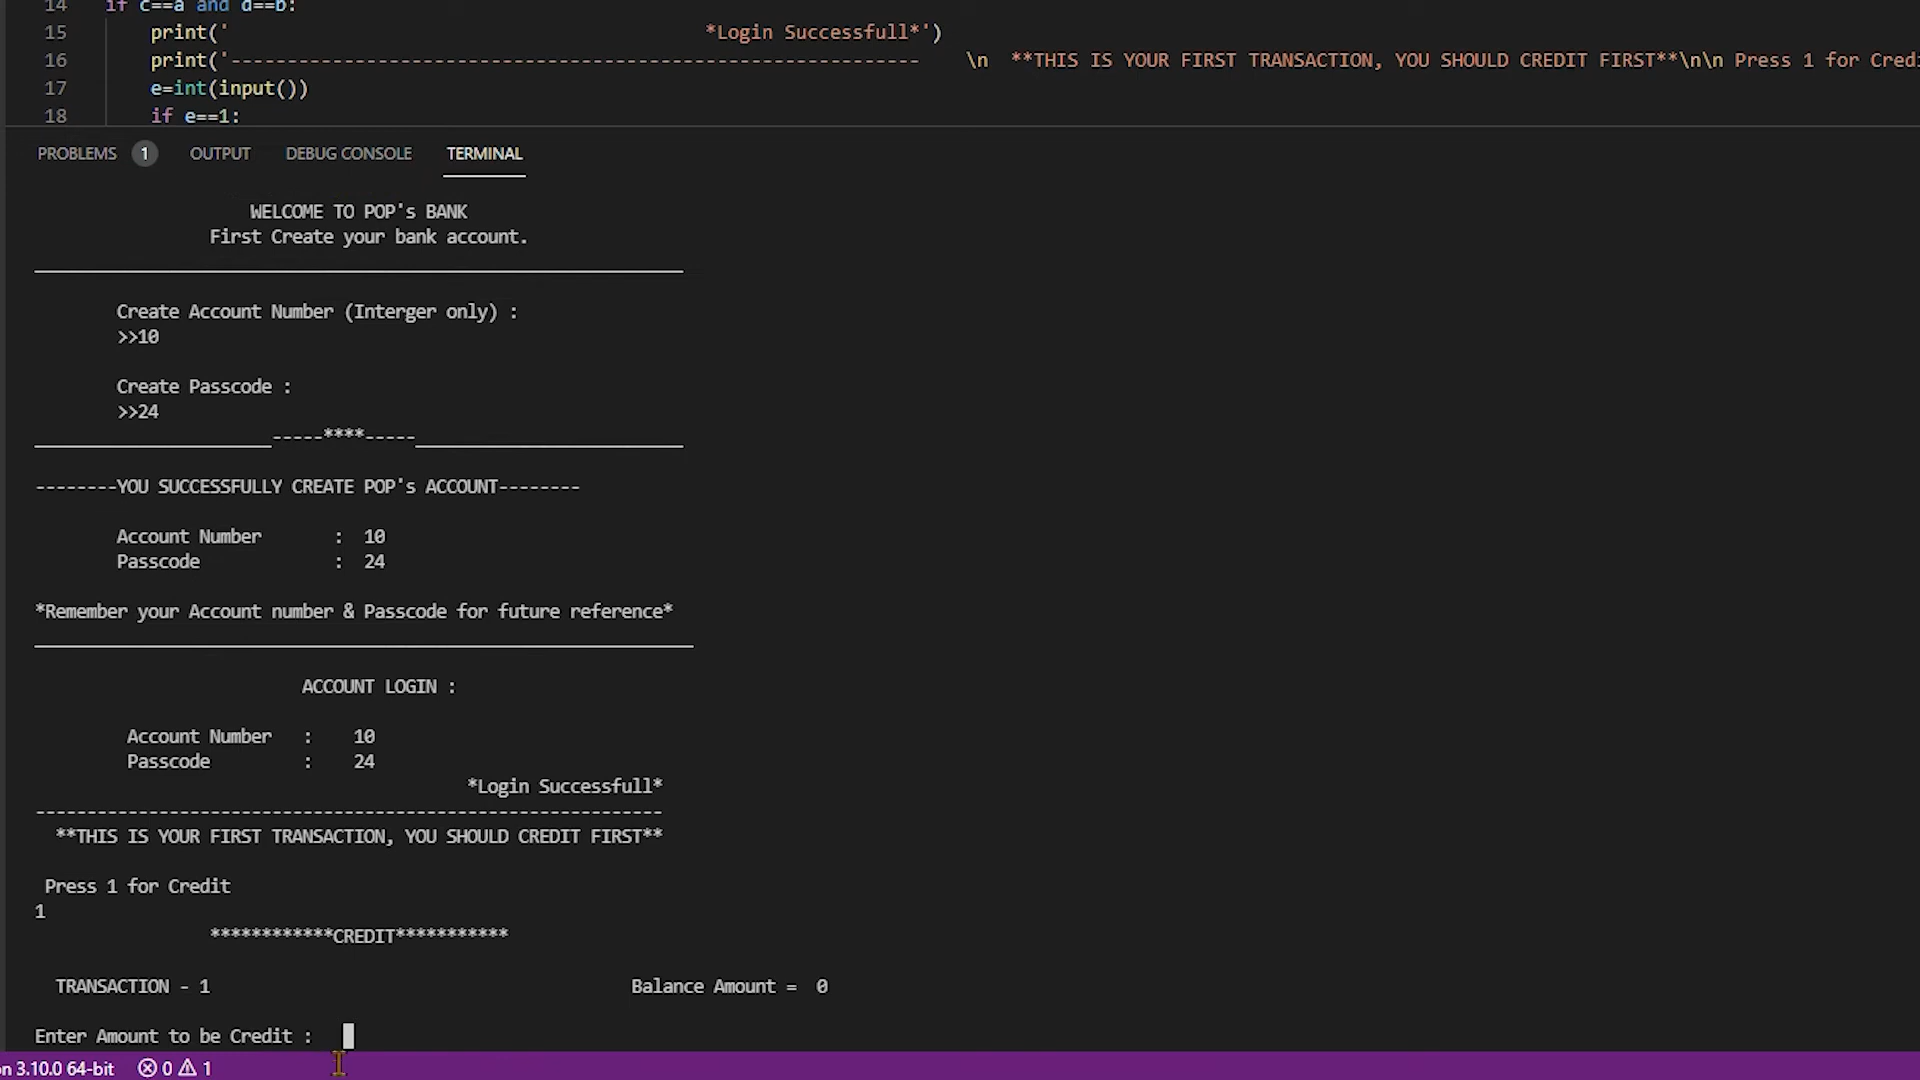 14 if c==a and d==b:
15 print(' *Login Successfull*')
16 print('------------------------------------------------------------- \n **THIS IS YOUR FIRST TRANSACTION, YOU SHOULD CREDIT FIRST**\n\n Press 1 for Credi
17 e=int(input())
18 if e==1:
PROBLEMS 1 OUTPUT DEBUG CONSOLE TERMINAL
WELCOME TO POP's BANK
First Create your bank account.
_______________________________________________________________
Create Account Number (Interger only) :
>>10
Create Passcode :
>>24
_______________________-----****-----__________________________
--------YOU SUCCESSFULLY CREATE POP's ACCOUNT--------
Account Number : 10
Passcode : 24
*Remember your Account number & Passcode for future reference*
________________________________________________________________
ACCOUNT LOGIN :
Account Number : 10
Passcode : 24
*Login Successfull*
-------------------------------------------------------------
**THIS IS YOUR FIRST TRANSACTION, YOU SHOULD CREDIT FIRST**
Press 1 for Credit
1
************CREDIT***********
TRANSACTION - 1 Balance Amount = 0
Enter Amount to be Credit :
on 3.10.0 64-bit 0 1